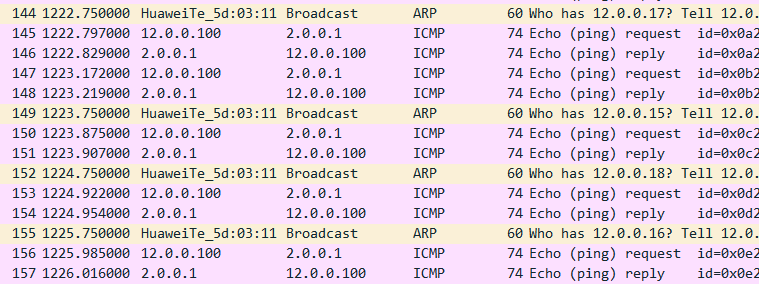 144 1222.750000 HuaweiTe_5d:03:11 Broadcast ARP 60 Who has 12.0.0.17? Tell 12.0.
145 1222.797000 12.0.0.100 2.0.0.1 ICMP 74 Echo (ping) request id=0x0a2
146 1222.829000 2.0.0.1 12.0.0.100 ICMP 74 Echo (ping) reply id=0x0a2
147 1223.172000 12.0.0.100 2.0.0.1 ICMP 74 Echo (ping) request id=0x0b2
148 1223.219000 2.0.0.1 12.0.0.100 ICMP 74 Echo (ping) reply id=0x0b2
149 1223.750000 HuaweiTe_5d:03:11 Broadcast ARP 60 Who has 12.0.0.15? Tell 12.0.
150 1223.875000 12.0.0.100 2.0.0.1 ICMP 74 Echo (ping) request id=0x0c2
151 1223.907000 2.0.0.1 12.0.0.100 ICMP 74 Echo (ping) reply id=0x0c2
152 1224.750000 HuaweiTe_5d:03:11 Broadcast ARP 60 Who has 12.0.0.18? Tell 12.0.
153 1224.922000 12.0.0.100 2.0.0.1 ICMP 74 Echo (ping) request id=0x0d2
154 1224.954000 2.0.0.1 12.0.0.100 ICMP 74 Echo (ping) reply id=0x0d2
155 1225.750000 HuaweiTe_5d:03:11 Broadcast ARP 60 Who has 12.0.0.16? Tell 12.0.
156 1225.985000 12.0.0.100 2.0.0.1 ICMP 74 Echo (ping) request id=0x0e2
157 1226.016000 2.0.0.1 12.0.0.100 ICMP 74 Echo (ping) reply id=0x0e2